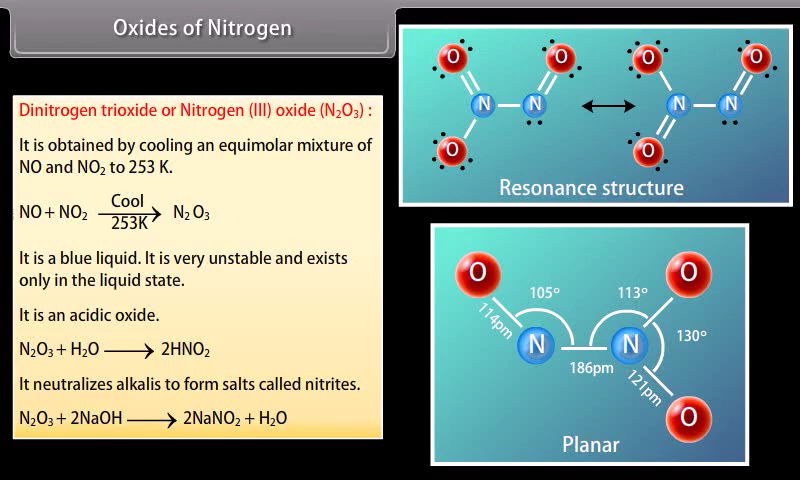 Oxides of Nitrogen
Dinitrogen trioxide or Nitrogen (III) oxide (N₂O₃) :
It is obtained by cooling an equimolar mixture of
NO and NO₂ to 253 K.
Cool
NO + NO₂ ⟶ N₂O₃
253K
It is a blue liquid. It is very unstable and exists
only in the liquid state.
It is an acidic oxide.
N₂O₃ + H₂O ⟶ 2HNO₂
It neutralizes alkalis to form salts called nitrites.
N₂O₃ + 2NaOH ⟶ 2NaNO₂ + H₂O
O O O O
N N N N
O O
Resonance structure
O O
105º 113º
114pm
N N
130º
186pm
121pm
O
Planar